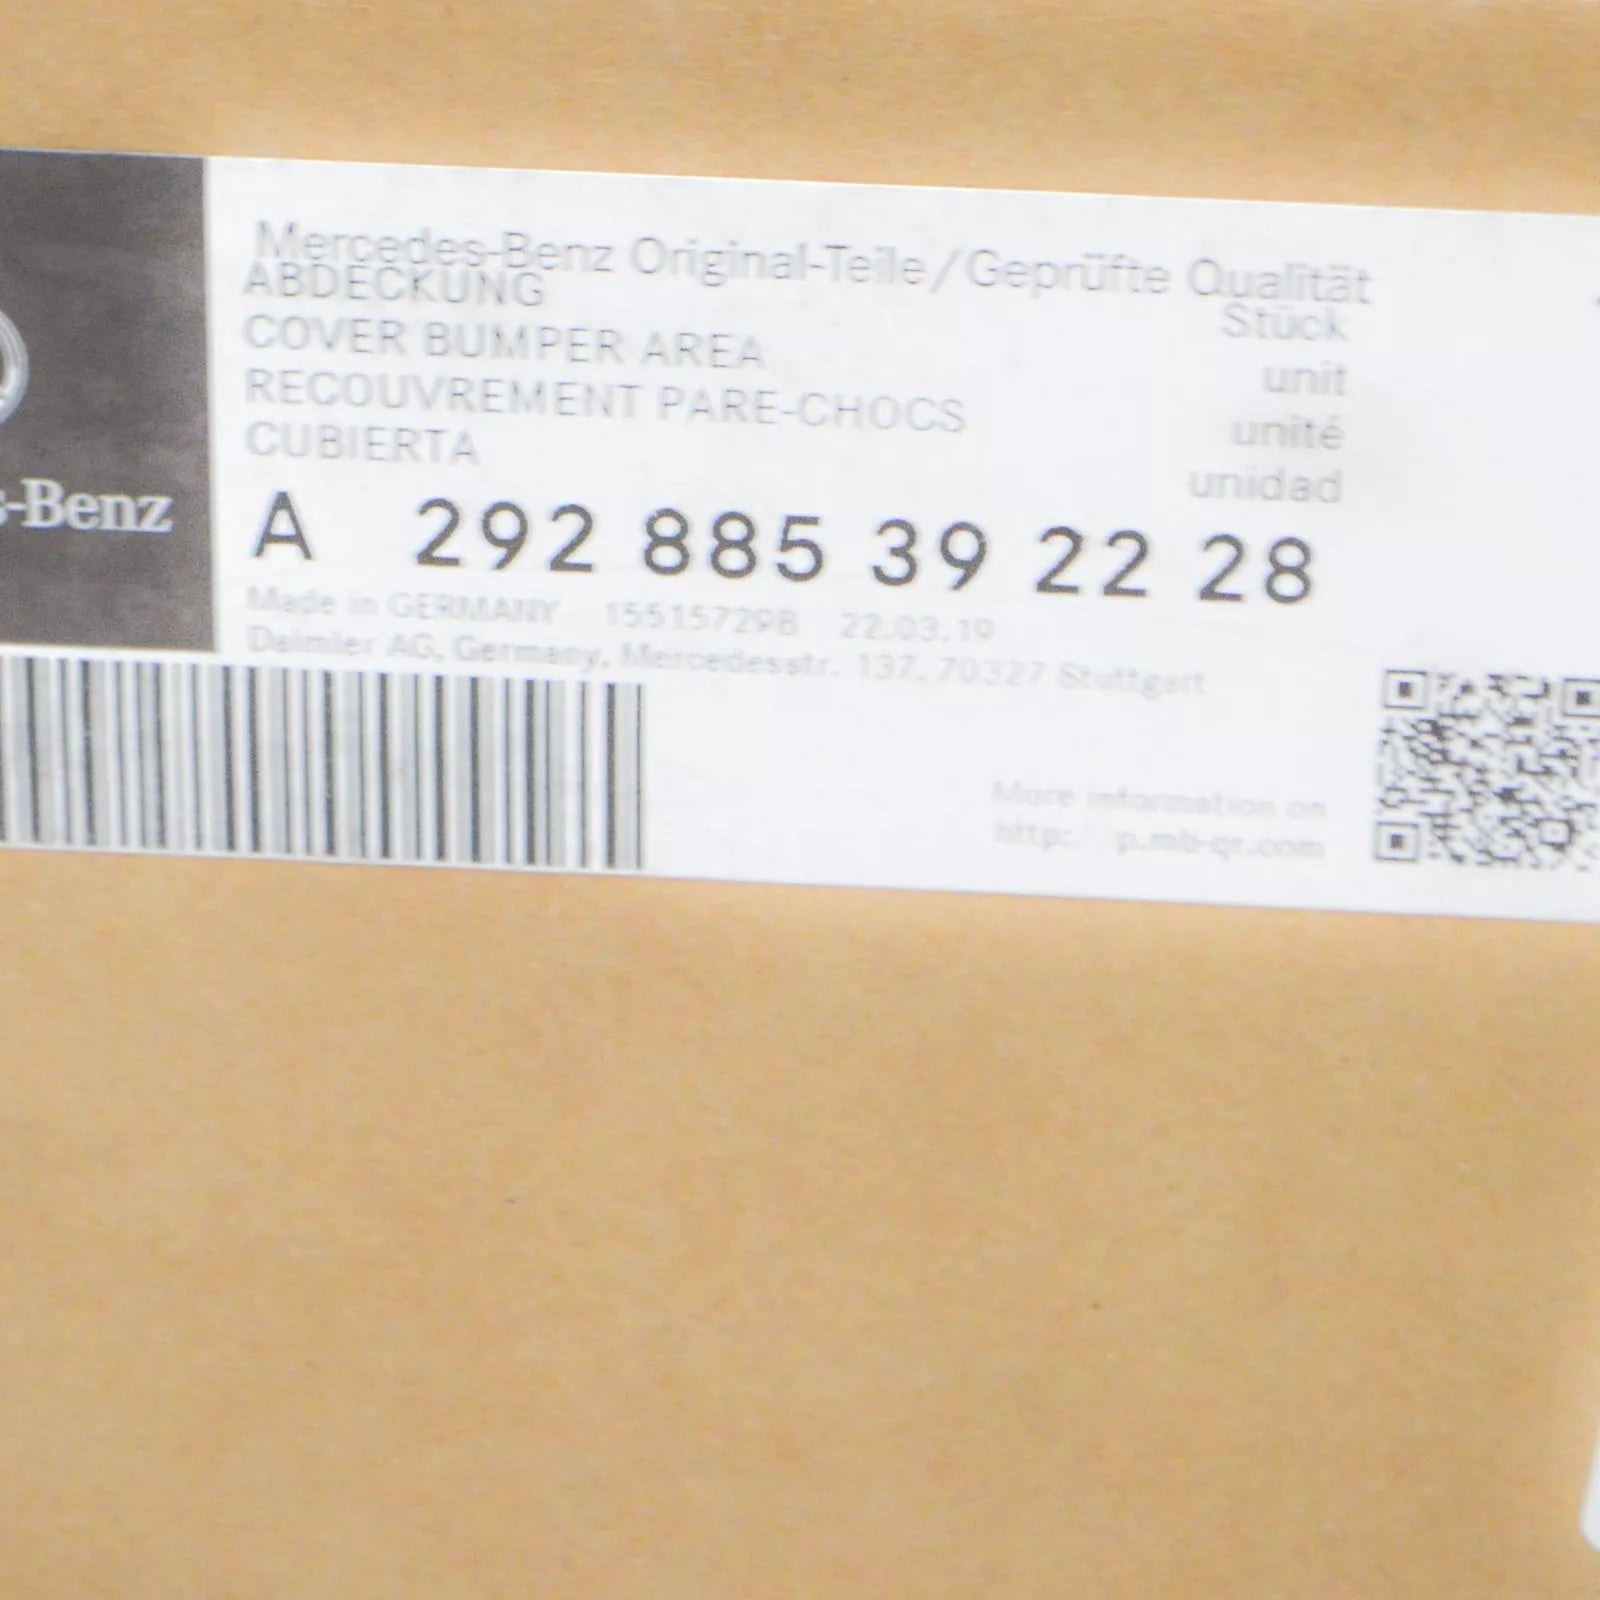 Mercedes-Benz Original-Teile/Geprüfte Qualität
ABDECKUNG Stück
COVER BUMPER AREA unit
RECOUVREMENT PARE-CHOCS unité
CUBIERTA unidad
s-Benz
A 292 885 39 22 28
Made in GERMANY 155157298 22.03.19
Daimler AG, Germany, Mercedesstr. 137, 70327 Stuttgart
More information on
http://p.mb-qr.com